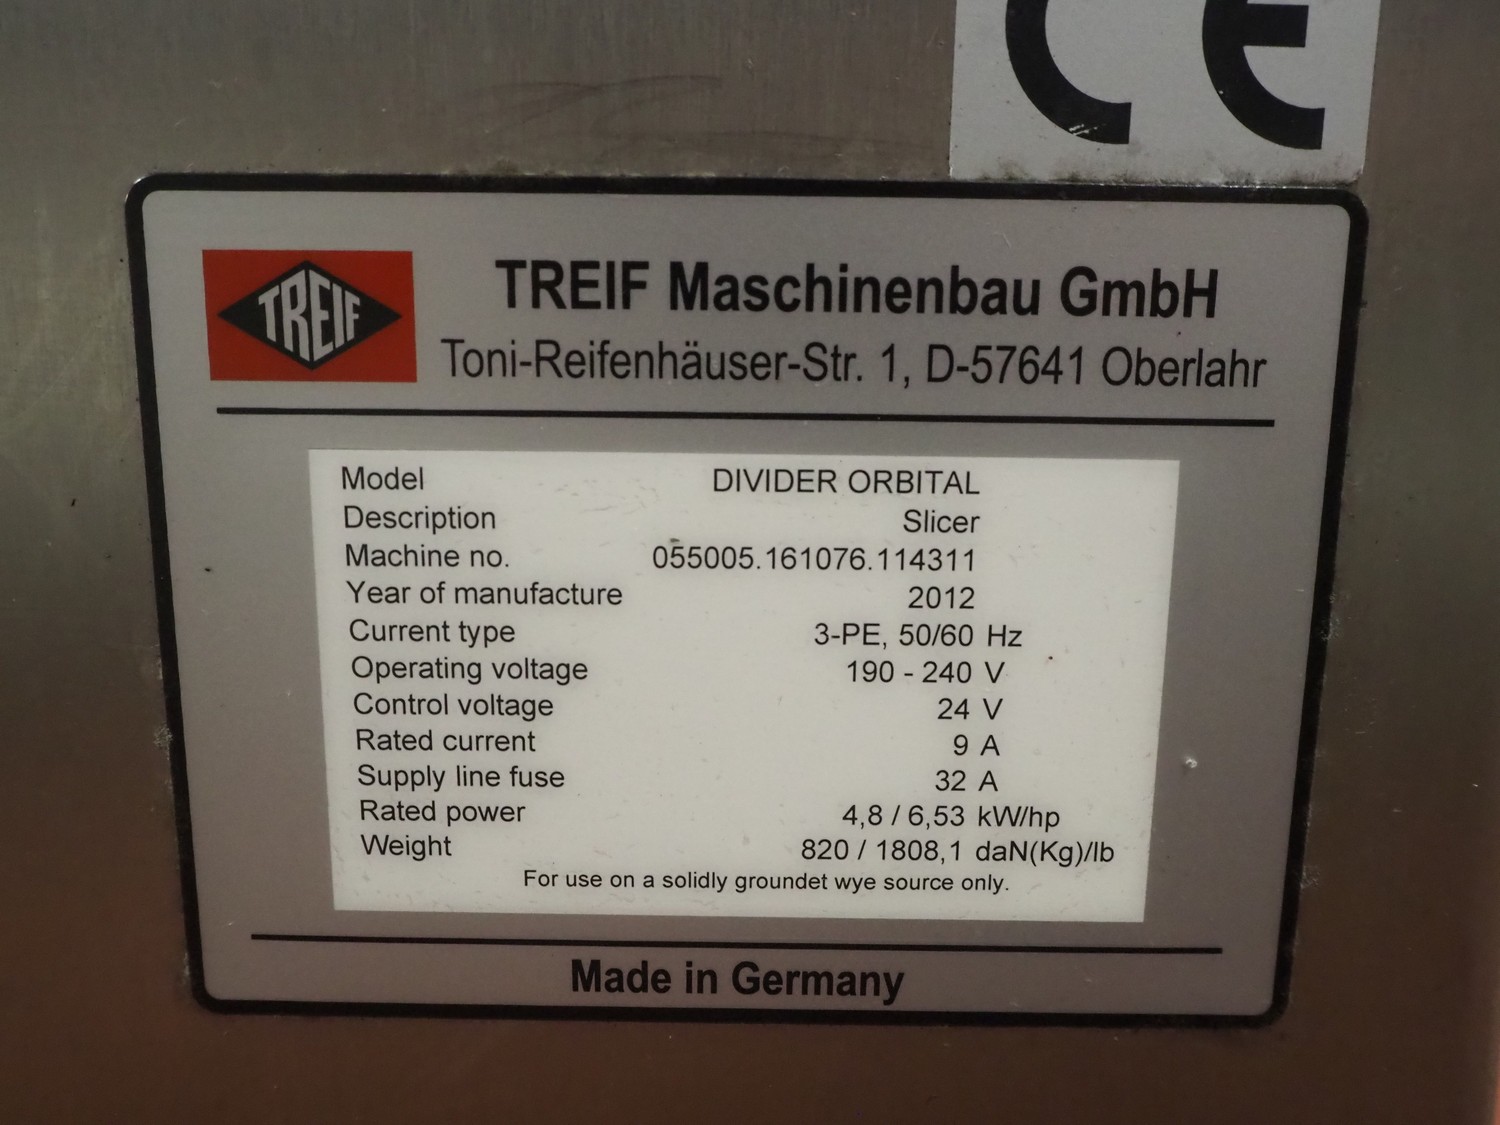 CE
TREIF
TREIF Maschinenbau GmbH
Toni-Reifenhäuser-Str. 1, D-57641 Oberlahr
Model DIVIDER ORBITAL
Description Slicer
Machine no. 055005.161076.114311
Year of manufacture 2012
Current type 3-PE, 50/60 Hz
Operating voltage 190 - 240 V
Control voltage 24 V
Rated current 9 A
Supply line fuse 32 A
Rated power 4,8 / 6,53 kW/hp
Weight 820 / 1808,1 daN(Kg)/lb
For use on a solidly groundet wye source only.
Made in Germany